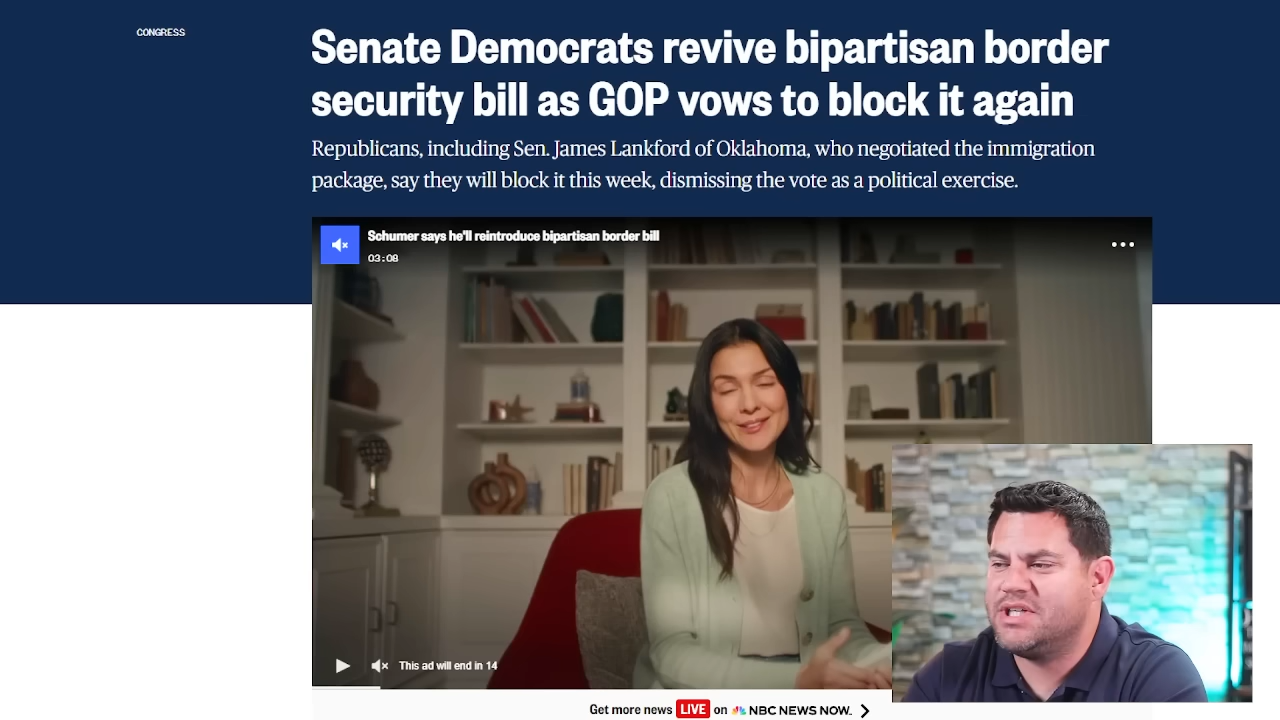 CONGRESS
Senate Democrats revive bipartisan border
security bill as GOP vows to block it again
Republicans, including Sen. James Lankford of Oklahoma, who negotiated the immigration
package, say they will block it this week, dismissing the vote as a political exercise.
Schumer says he'll reintroduce bipartisan border bill
03:08
This ad will end in 14
Get more news LIVE on NBC NEWS NOW.